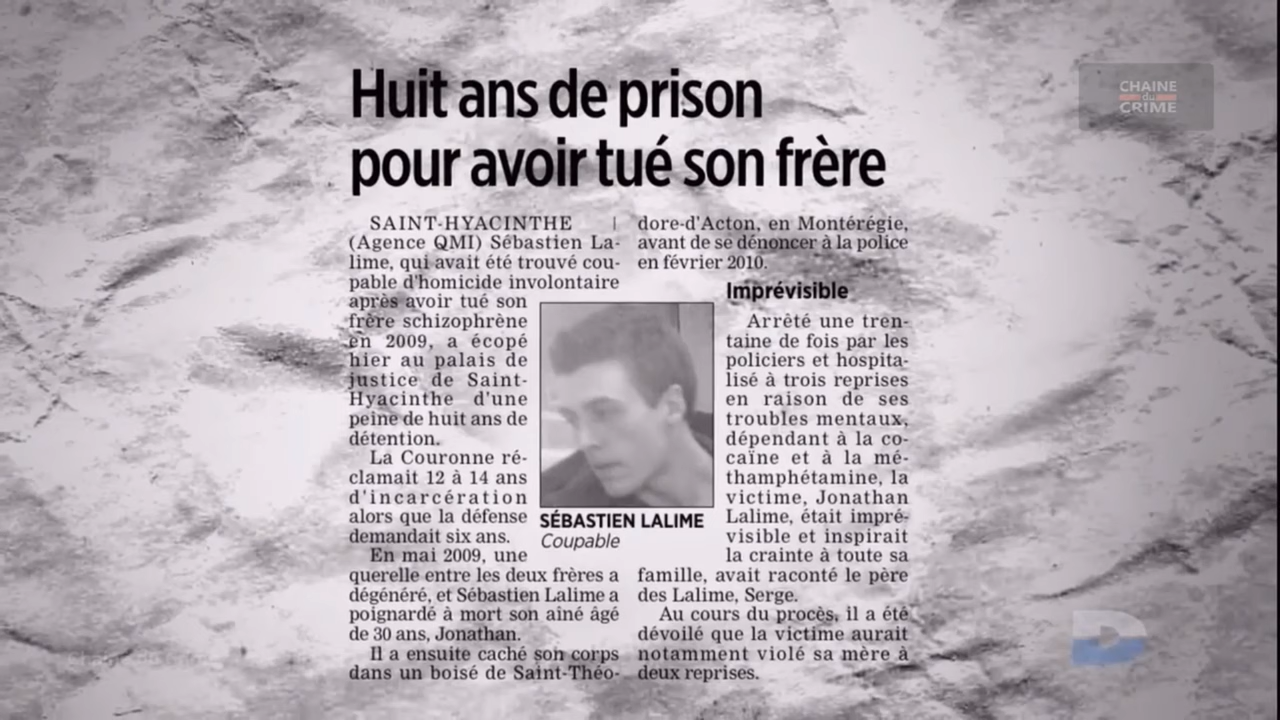 Huit ans de prison
pour avoir tué son frère
SAINT-HYACINTHE |
(Agence QMI) Sébastien La-
lime, qui avait été trouvé cou-
pable d'homicide involontaire
après avoir tué son
frère schizophrène
en 2009, a écopé
hier au palais de
justice de Saint-
Hyacinthe d'une
peine de huit ans de
détention.
La Couronne ré-
clamait 12 à 14 ans
d'incarcération
alors que la défense
demandait six ans.
En mai 2009, une
querelle entre les deux frères a
dégénéré, et Sébastien Lalime a
poignardé à mort son aîné âgé
de 30 ans, Jonathan.
Il a ensuite caché son corps
dans un boisé de Saint-Théo-
dore-d'Acton, en Montérégie,
avant de se dénoncer à la police
en février 2010.
Imprévisible
Arrêté une tren-
taine de fois par les
policiers et hospita-
lisé à trois reprises
en raison de ses
troubles mentaux,
dépendant à la co-
caïne et à la mé-
thamphétamine, la
victime, Jonathan
Lalime, était impré-
visible et inspirait
la crainte à toute sa
famille, avait raconté le père
des Lalime, Serge.
Au cours du procès, il a été
dévoilé que la victime aurait
notamment violé sa mère à
deux reprises.
SÉBASTIEN LALIME
Coupable
CHAINE
du
CRIME
D